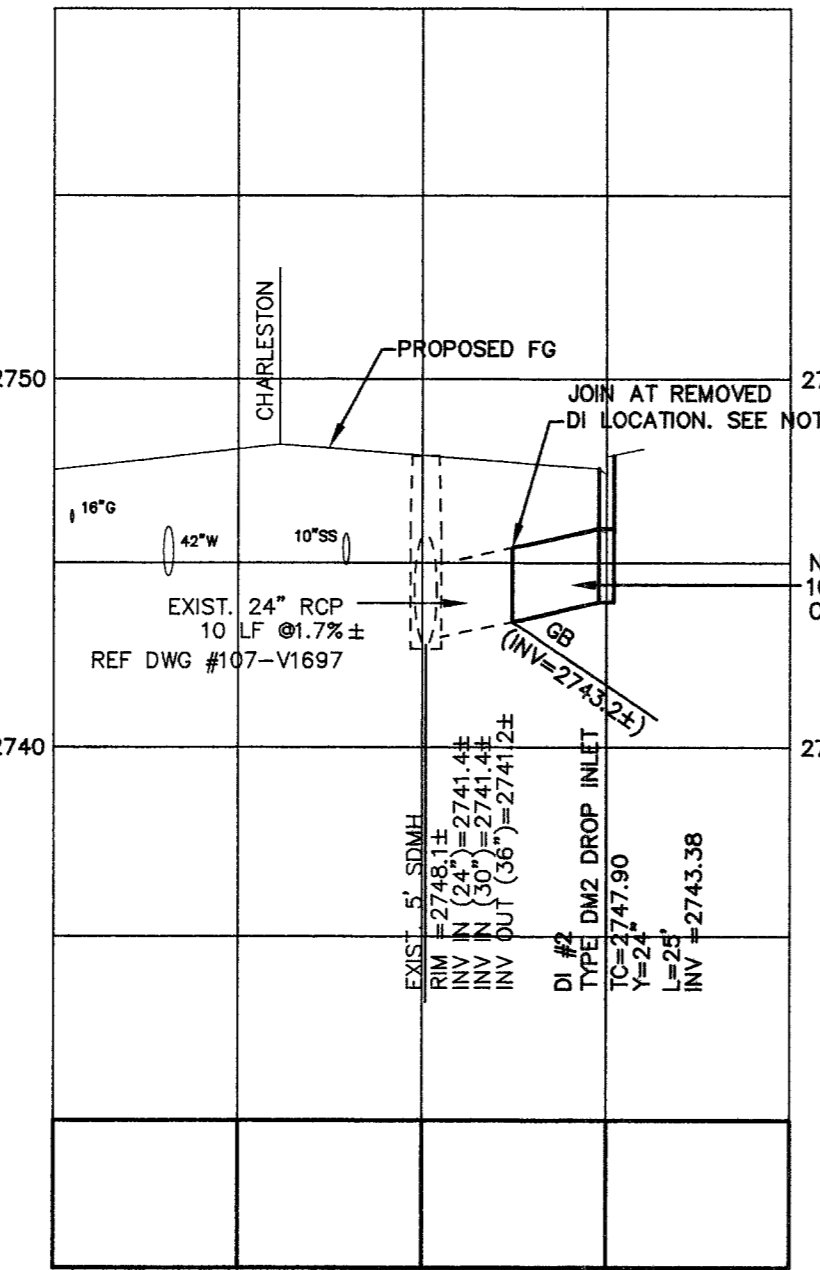 CHARLESTON
PROPOSED FG
2750
27
JOIN AT REMOVED
DI LOCATION. SEE NOT
16"G
42"W
10"SS
N
10
C
EXIST. 24" RCP
10 LF @1.7%±
REF DWG #107-V1697
GB
(INV=2743.2±)
2740
27
EXIST 5' SDMH
RIM =2748.1±
INV IN (24")=2741.4±
INV IN (30")=2741.4±
INV OUT (36")=2741.2±
DI #2
TYPE DM2 DROP INLET
TC=2747.90
Y=24"
L=25'
INV =2743.38